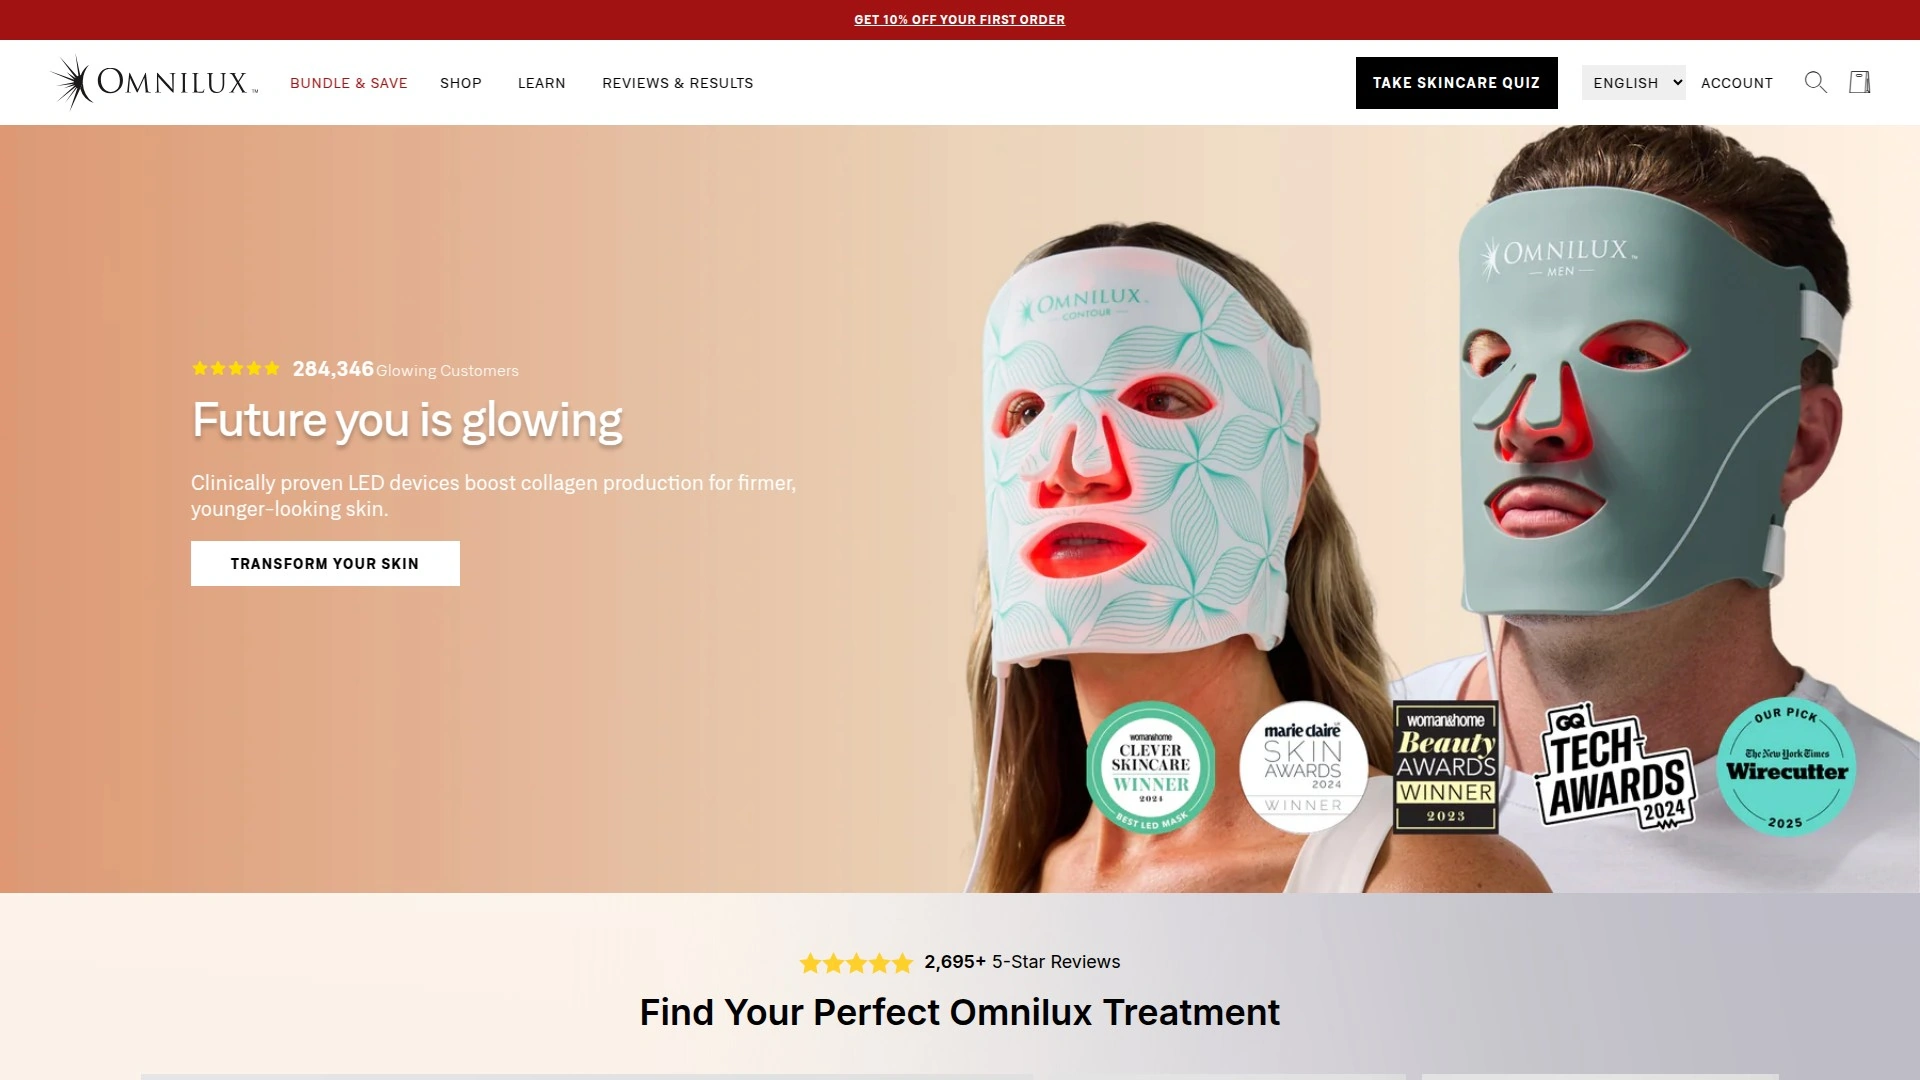 GET 10% OFF YOUR FIRST ORDER
OMNILUX™
BUNDLE & SAVE
SHOP
LEARN
REVIEWS & RESULTS
TAKE SKINCARE QUIZ
ENGLISH
ACCOUNT
284,346 Glowing Customers
Future you is glowing
Clinically proven LED devices boost collagen production for firmer,
younger-looking skin.
TRANSFORM YOUR SKIN
OMNILUX™
CONTOUR
OMNILUX™
MEN
woman&home
CLEVER
SKINCARE
WINNER
2024
BEST LED MASK
marie claire
SKIN
AWARDS
2024
WINNER
woman&home
Beauty
AWARDS
WINNER
2023
GQ
TECH
AWARDS
2024
OUR PICK
The New York Times
Wirecutter
2025
2,695+ 5-Star Reviews
Find Your Perfect Omnilux Treatment